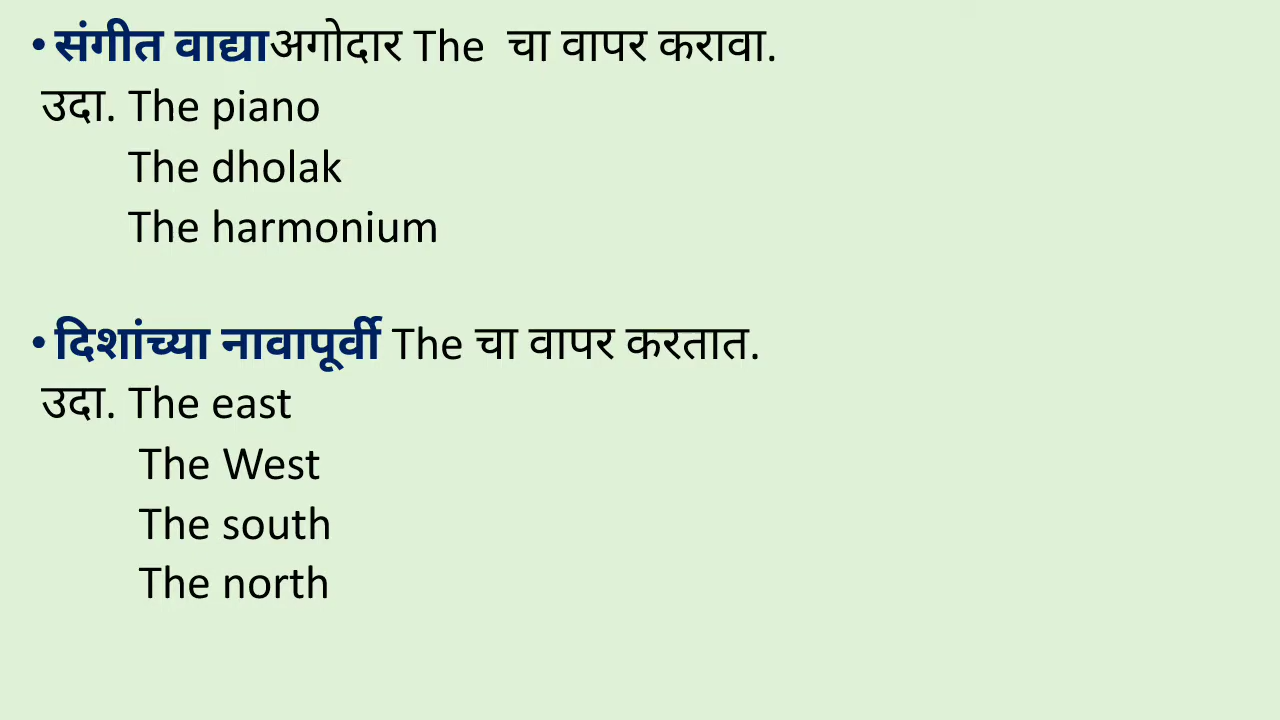 • संगीत वाद्याअगोदार The चा वापर करावा.
उदा. The piano
The dholak
The harmonium
• दिशांच्या नावापूर्वी The चा वापर करतात.
उदा. The east
The West
The south
The north